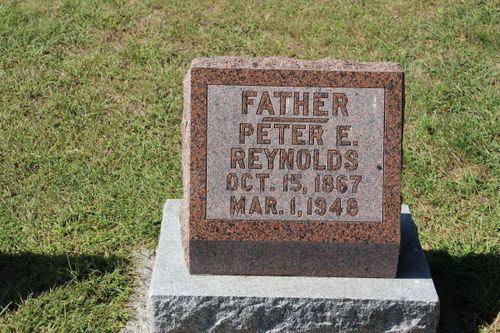 FATHER
PETER E.
REYNOLDS
OCT. 15, 1867
MAR. 1, 1948